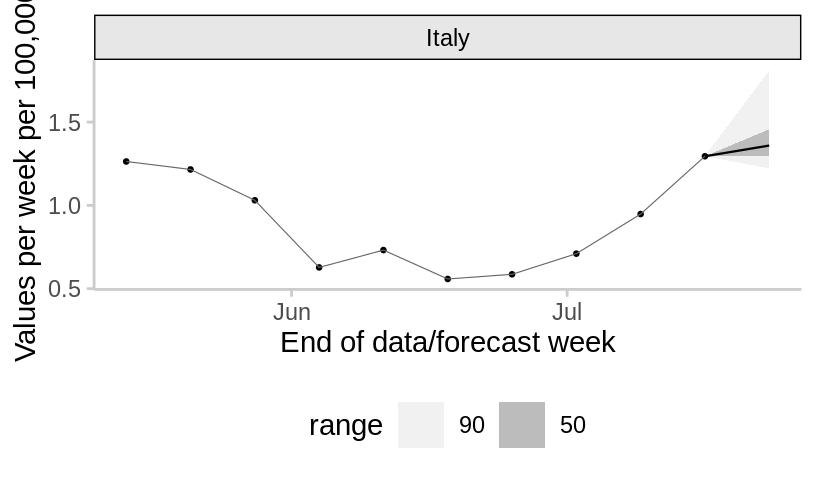 Italy
Values per week per 100,000
1.5
1.0
0.5
Jun
Jul
End of data/forecast week
range
90
50